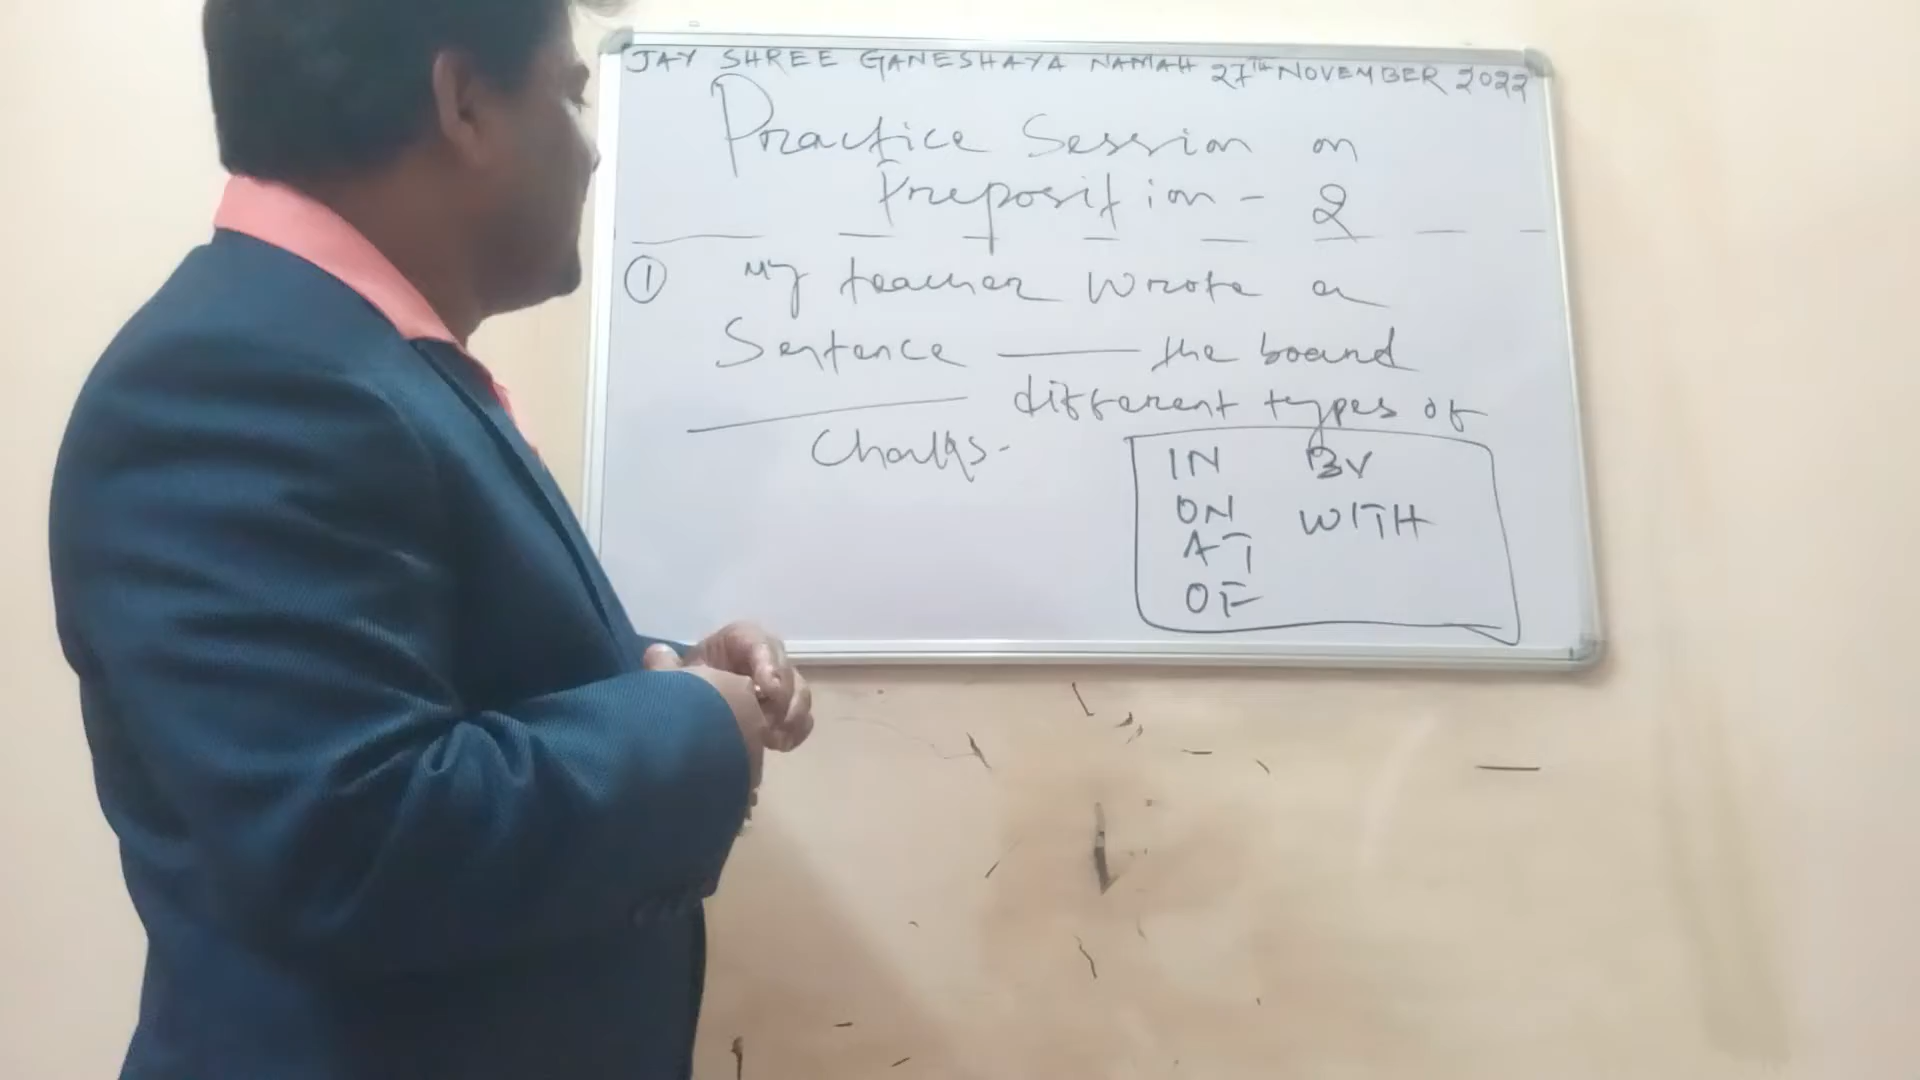 JAY SHREE GANESHAYA NAMAH 27TH NOVEMBER 2022
Practice Session on
Preposition - 2
① My teacher wrote a
Sentence ——— the board
——— different types of
Chalks.
IN BY
ON WITH
AT
OF